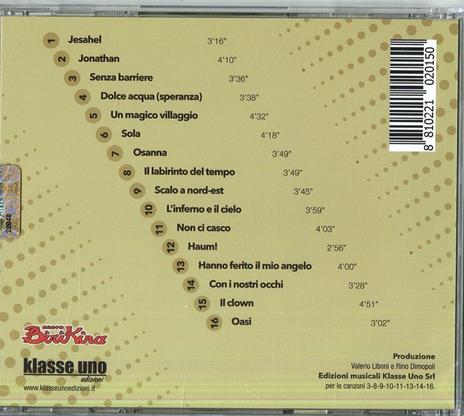 1 Jesahel 3'16"
2 Jonathan 4'10"
3 Senza barriere 3'36"
4 Dolce acqua (speranza) 3'38"
5 Un magico villaggio 4'32"
6 Sola 4'18"
7 Osanna 3'49"
8 Il labirinto del tempo 3'49"
9 Scalo a nord-est 3'45"
10 L'inferno e il cielo 3'59"
11 Non ci casco 4'03"
12 Haum! 2'56"
13 Hanno ferito il mio angelo 4'00"
14 Con i nostri occhi 3'28"
15 Il clown 4'51"
16 Oasi 3'02"
8 810221 020150
BiriKina
klasse uno
edizioni
www.klasseunoedizioni.it
Produzione
Valerio Liboni e Rino Dimopoli
Edizioni musicali Klasse Uno Srl
per le canzoni 3-8-9-10-11-13-14-16.